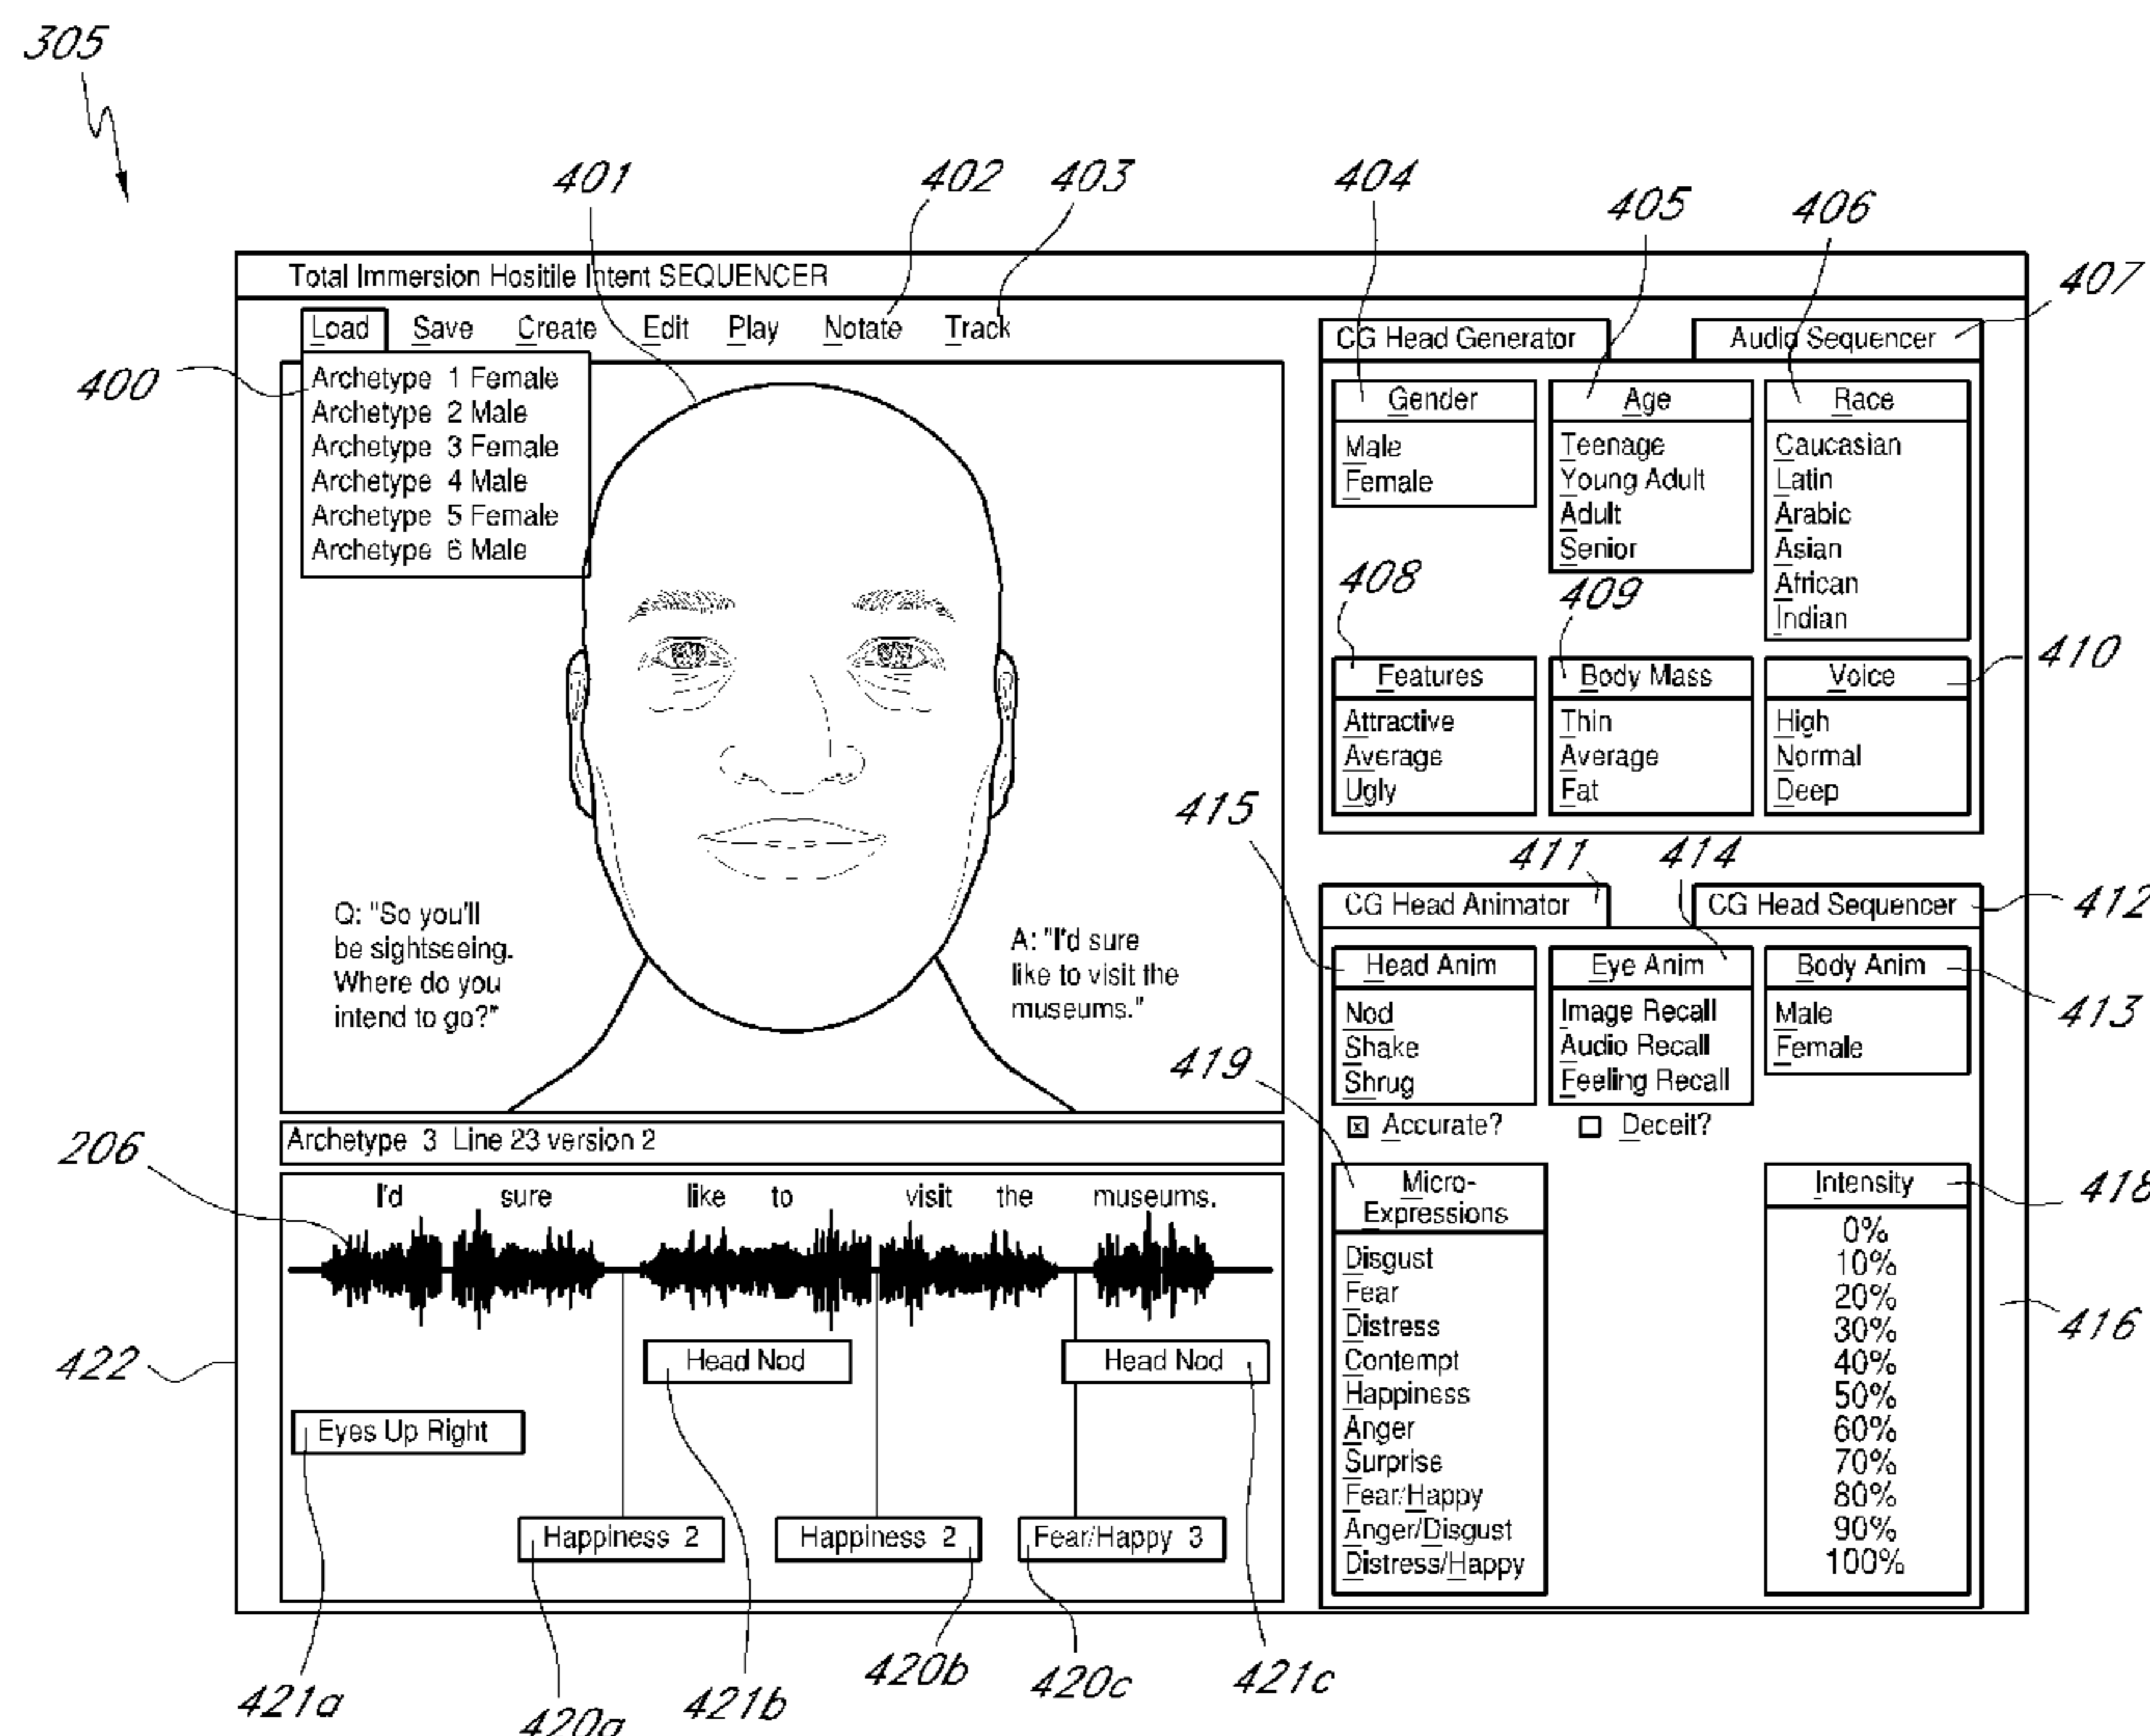 305
401
402
403
404
405
406
407
Total Immersion Hositile Intent SEQUENCER
Load Save Create Edit Play Notate Track
400
Archetype 1 Female
Archetype 2 Male
Archetype 3 Female
Archetype 4 Male
Archetype 5 Female
Archetype 6 Male
Q: "So you'll
be sightseeing.
Where do you
intend to go?"
A: "I'd sure
like to visit the
museums."
CG Head Generator
Audio Sequencer
Gender
Male
Female
Age
Teenage
Young Adult
Adult
Senior
Race
Caucasian
Latin
Arabic
Asian
African
Indian
408
409
410
Features
Attractive
Average
Ugly
Body Mass
Thin
Average
Fat
Voice
High
Normal
Deep
415
411
414
412
CG Head Animator
CG Head Sequencer
Head Anim
Nod
Shake
Shrug
Eye Anim
Image Recall
Audio Recall
Feeling Recall
Body Anim
Male
Female
413
419
x Accurate?
Deceit?
Micro-
Expressions
Disgust
Fear
Distress
Contempt
Happiness
Anger
Surprise
Fear/Happy
Anger/Disgust
Distress/Happy
Intensity
0%
10%
20%
30%
40%
50%
60%
70%
80%
90%
100%
418
416
Archetype 3 Line 23 version 2
206
I'd sure like to visit the museums.
422
Head Nod
Head Nod
Eyes Up Right
Happiness 2
Happiness 2
Fear/Happy 3
421a
420a
421b
420b
420c
421c